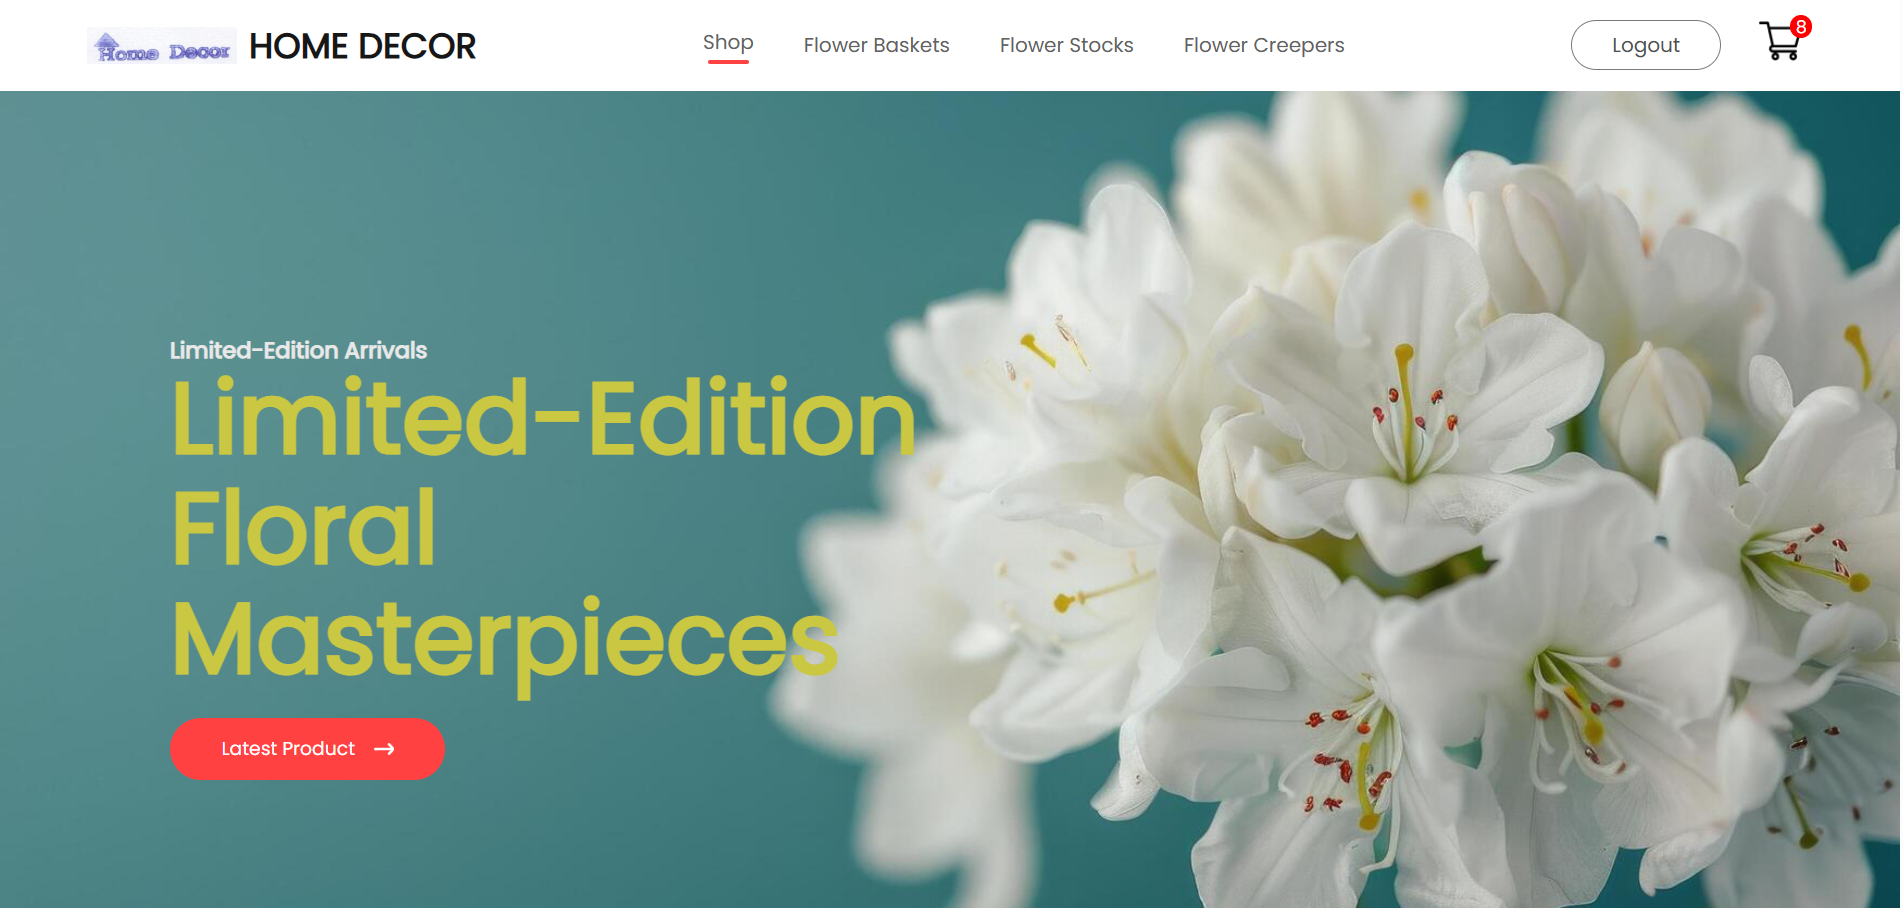 Home Decor HOME DECOR
Shop Flower Baskets Flower Stocks Flower Creepers
Logout
8
Limited-Edition Arrivals
Limited-Edition
Floral
Masterpieces
Latest Product →